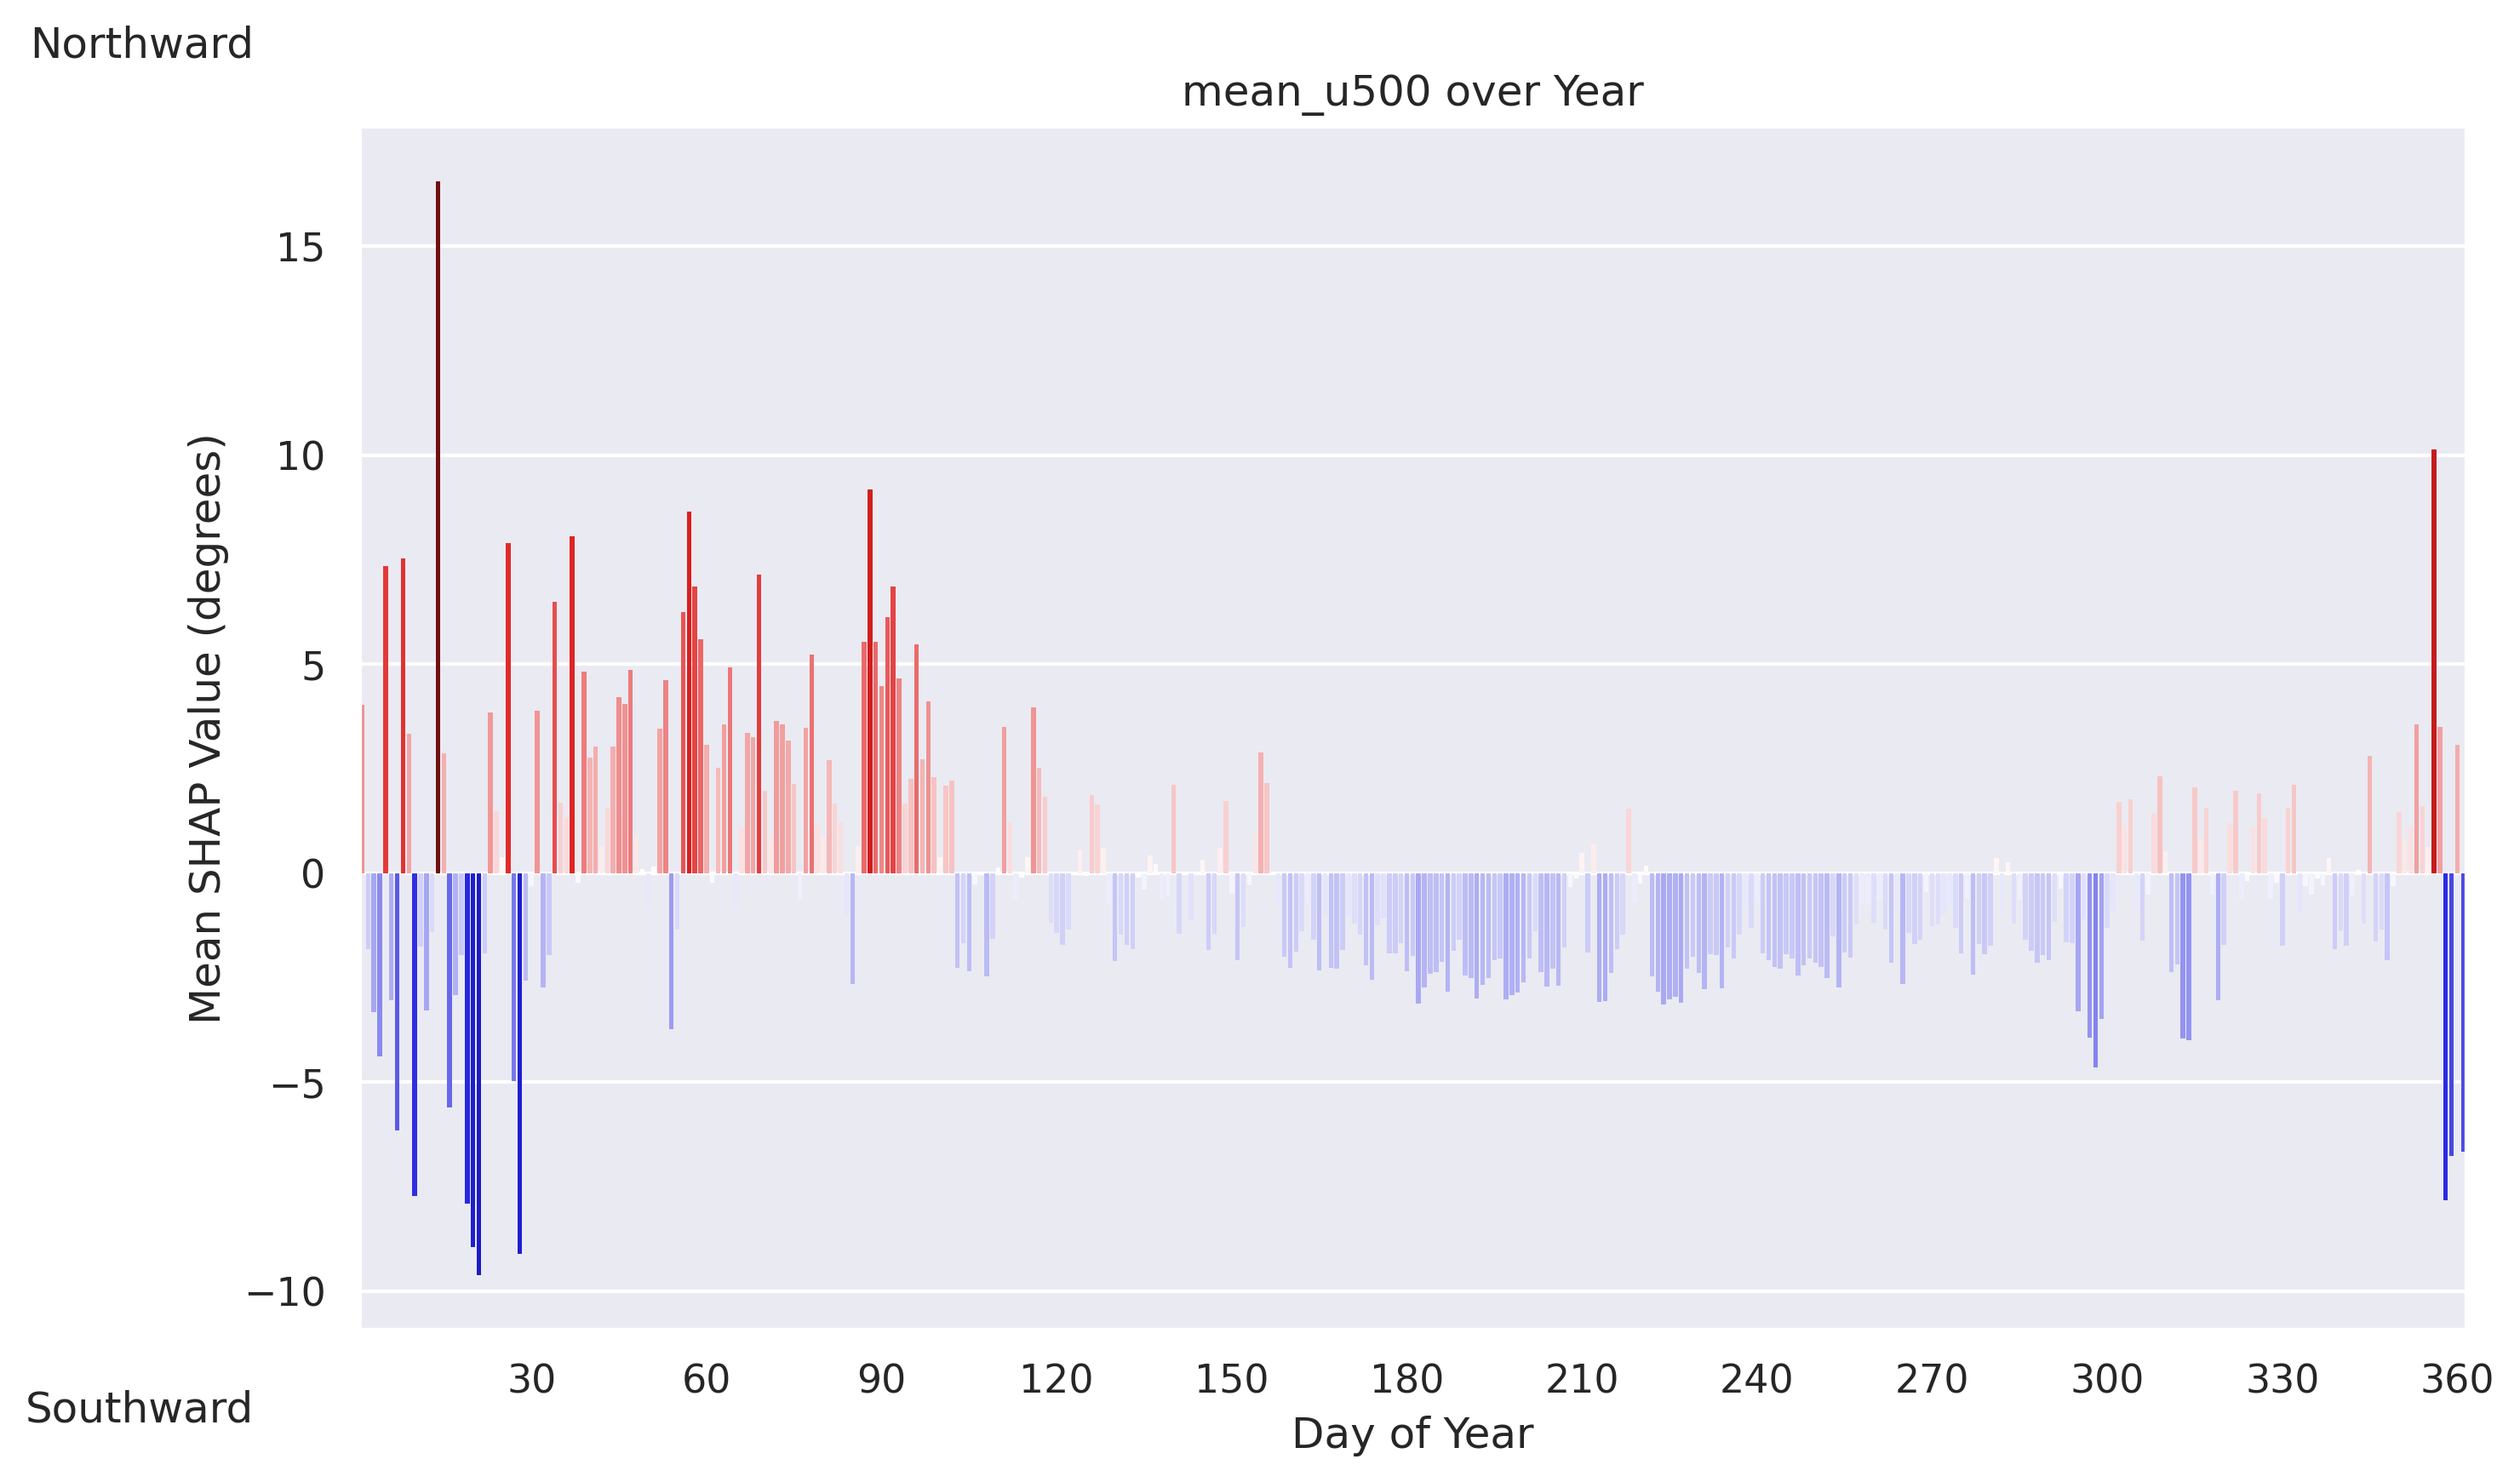 Northward
mean_u500 over Year
Mean SHAP Value (degrees)
15
10
5
0
−5
−10
30 60 90 120 150 180 210 240 270 300 330 360
Southward
Day of Year